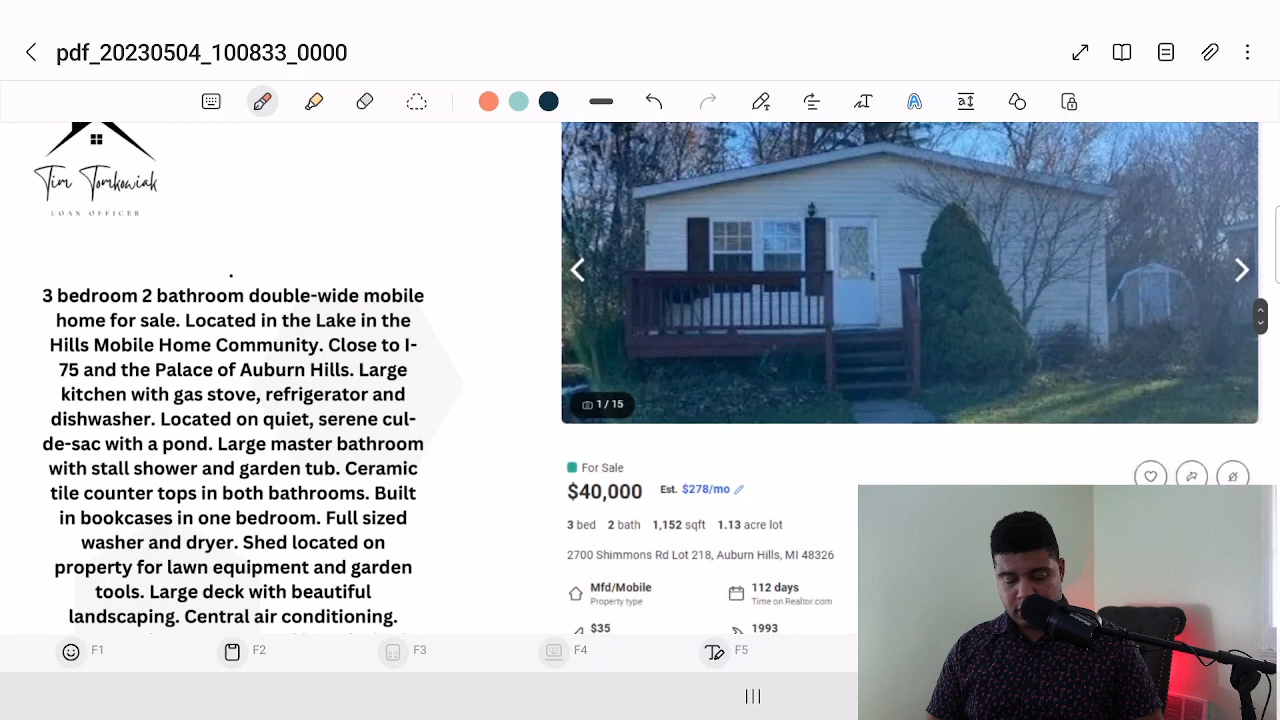 pdf_20230504_100833_0000
Tim Tomkowiak
LOAN OFFICER
.
3 bedroom 2 bathroom double-wide mobile
home for sale. Located in the Lake in the
Hills Mobile Home Community. Close to I-
75 and the Palace of Auburn Hills. Large
kitchen with gas stove, refrigerator and
dishwasher. Located on quiet, serene cul-
de-sac with a pond. Large master bathroom
with stall shower and garden tub. Ceramic
tile counter tops in both bathrooms. Built
in bookcases in one bedroom. Full sized
washer and dryer. Shed located on
property for lawn equipment and garden
tools. Large deck with beautiful
landscaping. Central air conditioning.
1 / 15
For Sale
$40,000 Est. $278/mo
3 bed 2 bath 1,152 sqft 1.13 acre lot
2700 Shimmons Rd Lot 218, Auburn Hills, MI 48326
Mfd/Mobile
Property type
112 days
Time on Realtor.com
$35
1993
F1 F2 F3 F4 F5